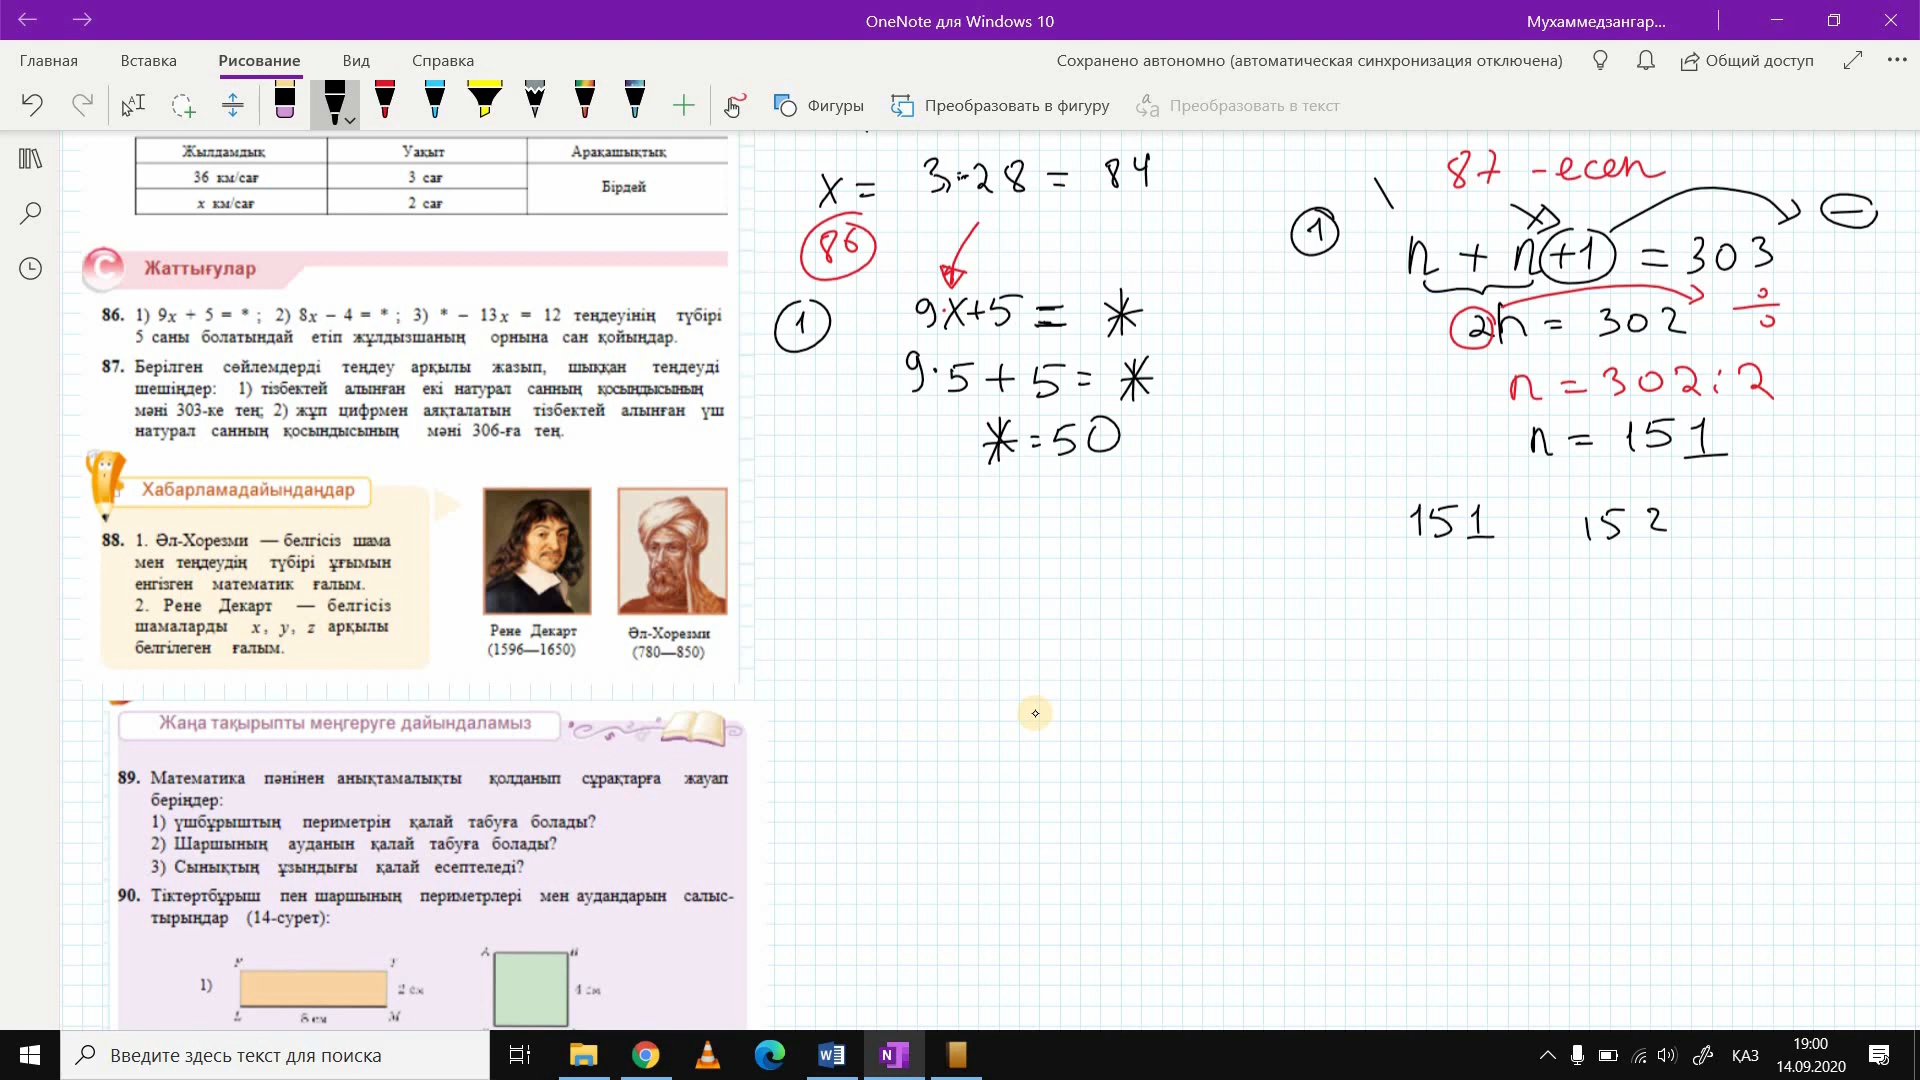 OneNote для Windows 10
Мухаммедзангар...
Главная
Вставка
Рисование
Вид
Справка
Сохранено автономно (автоматическая синхронизация отключена)
Общий доступ
Фигуры
Преобразовать в фигуру
Преобразовать в текст
Жылдамдық Уақыт Арақашықтық
36 км/сағ 3 сағ Бірдей
x км/сағ 2 сағ
C Жаттығулар
86. 1) 9x + 5 = * ; 2) 8x – 4 = * ; 3) * – 13x = 12 теңдеуінің түбірі
5 саны болатындай етіп жұлдызшаның орнына сан қойыңдар.
87. Берілген сөйлемдерді теңдеу арқылы жазып, шыққан теңдеуді
шешіңдер: 1) тізбектей алынған екі натурал санның қосындысының
мәні 303-ке тең; 2) жұп цифрмен аяқталатын тізбектей алынған үш
натурал санның қосындысының мәні 306-ға тең.
Хабарламадайындаңдар
88. 1. Әл-Хорезми — белгісіз шама
мен теңдеудің түбірі ұғымын
енгізген математик ғалым.
2. Рене Декарт — белгісіз
шамаларды x, y, z арқылы
белгілеген ғалым.
Рене Декарт
(1596—1650)
Әл-Хорезми
(780—850)
Жаңа тақырыпты меңгеруге дайындаламыз
89. Математика пәнінен анықтамалықты қолданып сұрақтарға жауап
беріңдер:
1) үшбұрыштың периметрін қалай табуға болады?
2) Шаршының ауданын қалай табуға болады?
3) Сынықтың ұзындығы қалай есептеледі?
90. Тіктөртбұрыш пен шаршының периметрлері мен аудандарын салыс-
тырыңдар (14-сурет):
1)
2 см
L M
A
4 см
x = 3·28 = 84
86
1 9·x+5 = *
9·5 + 5 = *
* = 50
87 -есеп
1
n + n+1 = 303
2n = 302
n = 302:2
n = 151
151 152
Введите здесь текст для поиска
ҚАЗ
19:00
14.09.2020